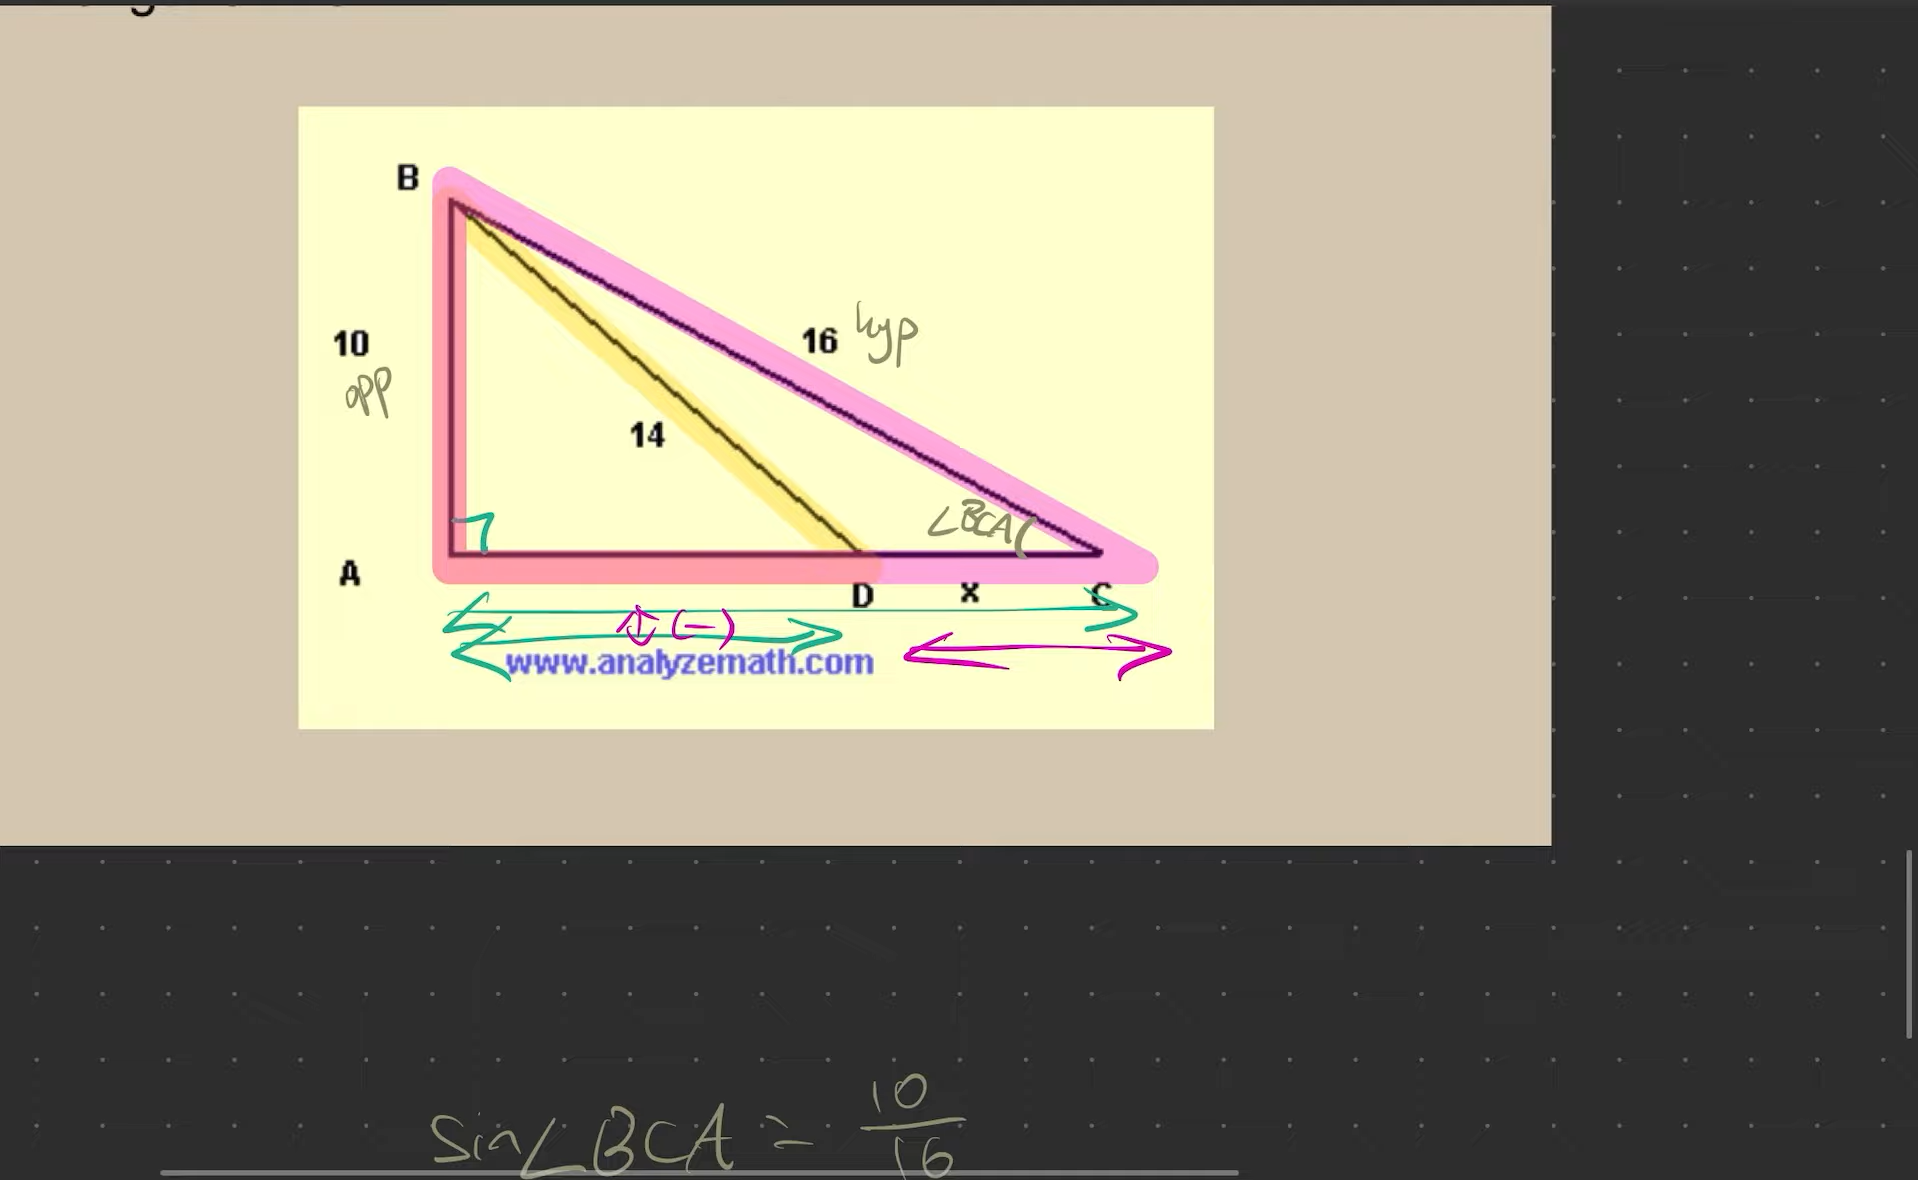 B
16 hyp
10
opp
14
∠BCA
A
D x C
↕ (-)
www.analyzemath.com
sin∠BCA = 10/16